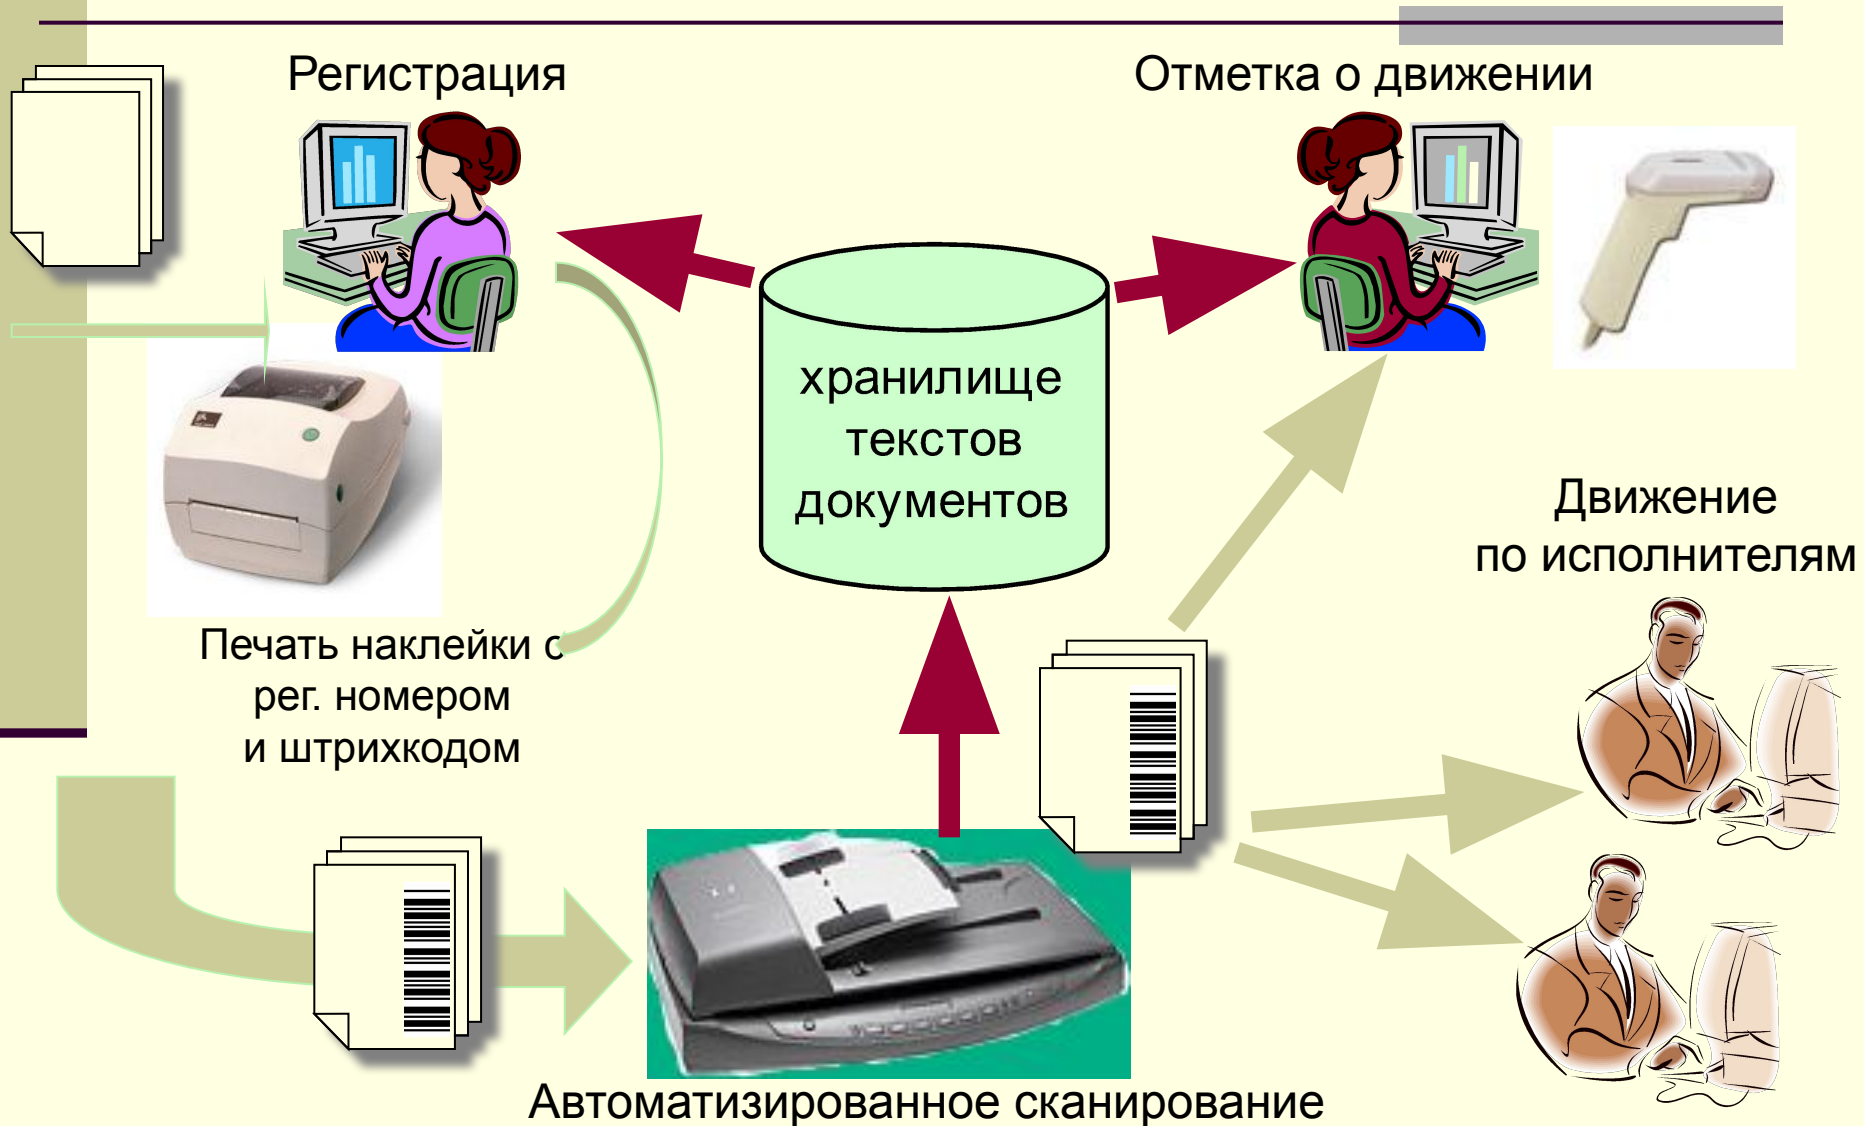 Регистрация
Отметка о движении
хранилище
текстов
документов
Движение
по исполнителям
Печать наклейки с
рег. номером
и штрихкодом
Автоматизированное сканирование